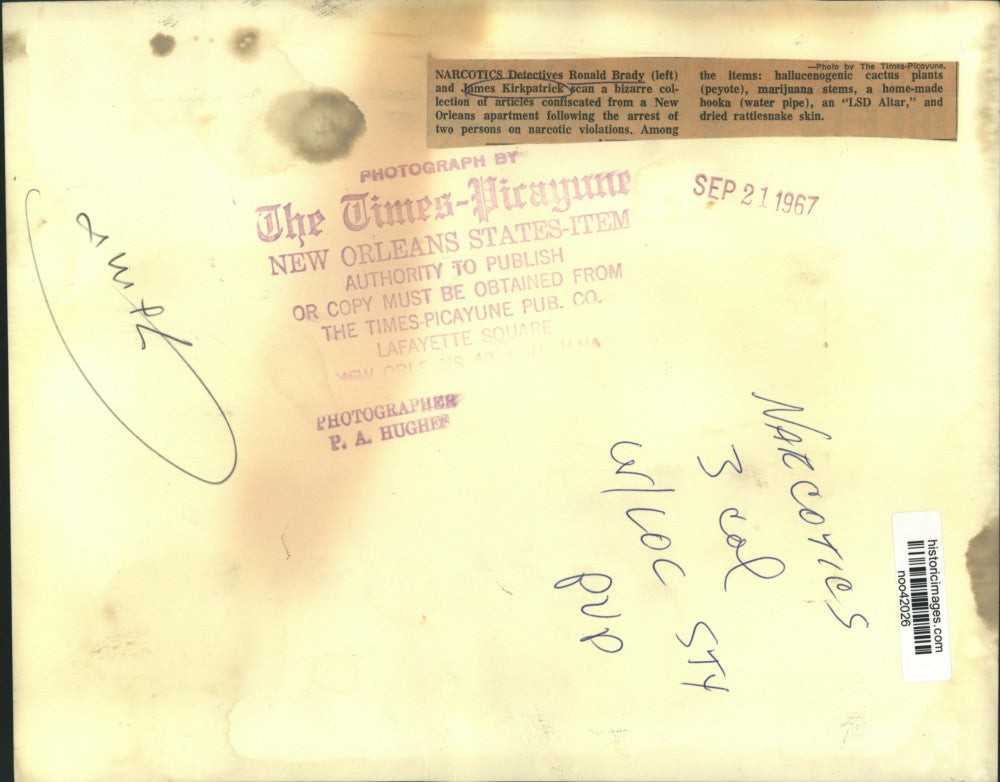 NARCOTICS Detectives Ronald Brady (left)
and James Kirkpatrick scan a bizarre col-
lection of articles confiscated from a New
Orleans apartment following the arrest of
two persons on narcotic violations. Among
—Photo by The Times-Picayune.
the items: hallucenogenic cactus plants
(peyote), marijuana stems, a home-made
hooka (water pipe), an "LSD Altar," and
dried rattlesnake skin.
PHOTOGRAPH BY
The Times-Picayune
NEW ORLEANS STATES-ITEM
AUTHORITY TO PUBLISH
OR COPY MUST BE OBTAINED FROM
THE TIMES-PICAYUNE PUB. CO.
LAFAYETTE SQUARE
NEW ORLEANS 40
SEP 21 1967
PHOTOGRAPHER
P. A. HUGHES
NARCOTICS
3 col
w/LOC STY
historicimages.com
noo42026